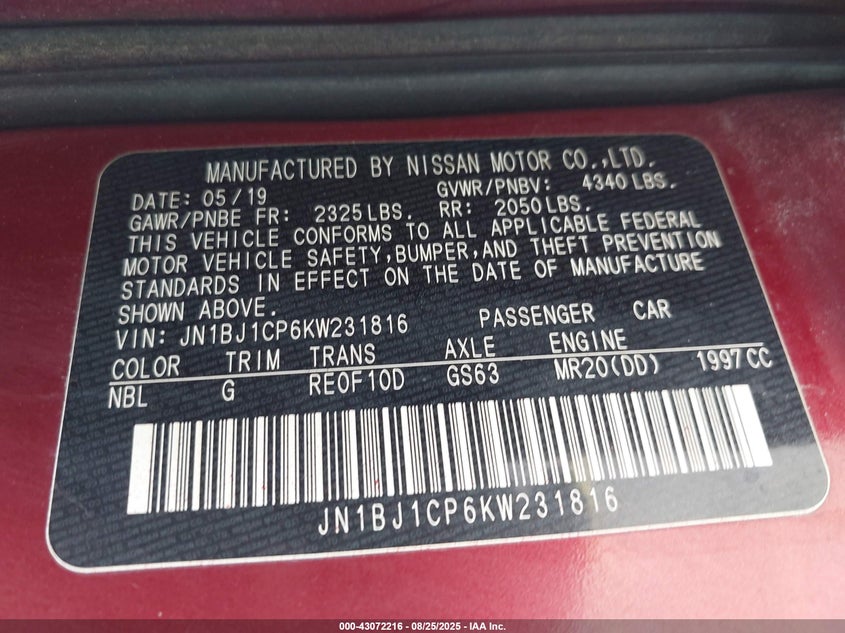 MANUFACTURED BY NISSAN MOTOR CO.,LTD.
DATE: 05/19 GVWR/PNBV: 4340 LBS.
GAWR/PNBE FR: 2325 LBS. RR: 2050 LBS.
THIS VEHICLE CONFORMS TO ALL APPLICABLE FEDERAL
MOTOR VEHICLE SAFETY,BUMPER,AND THEFT PREVENTION
STANDARDS IN EFFECT ON THE DATE OF MANUFACTURE
SHOWN ABOVE.
VIN: JN1BJ1CP6KW231816 PASSENGER CAR
COLOR TRIM TRANS AXLE ENGINE
NBL G RE0F10D GS63 MR20(DD) 1997 CC
JN1BJ1CP6KW231816
000-43072216 - 08/25/2025 - IAA Inc.